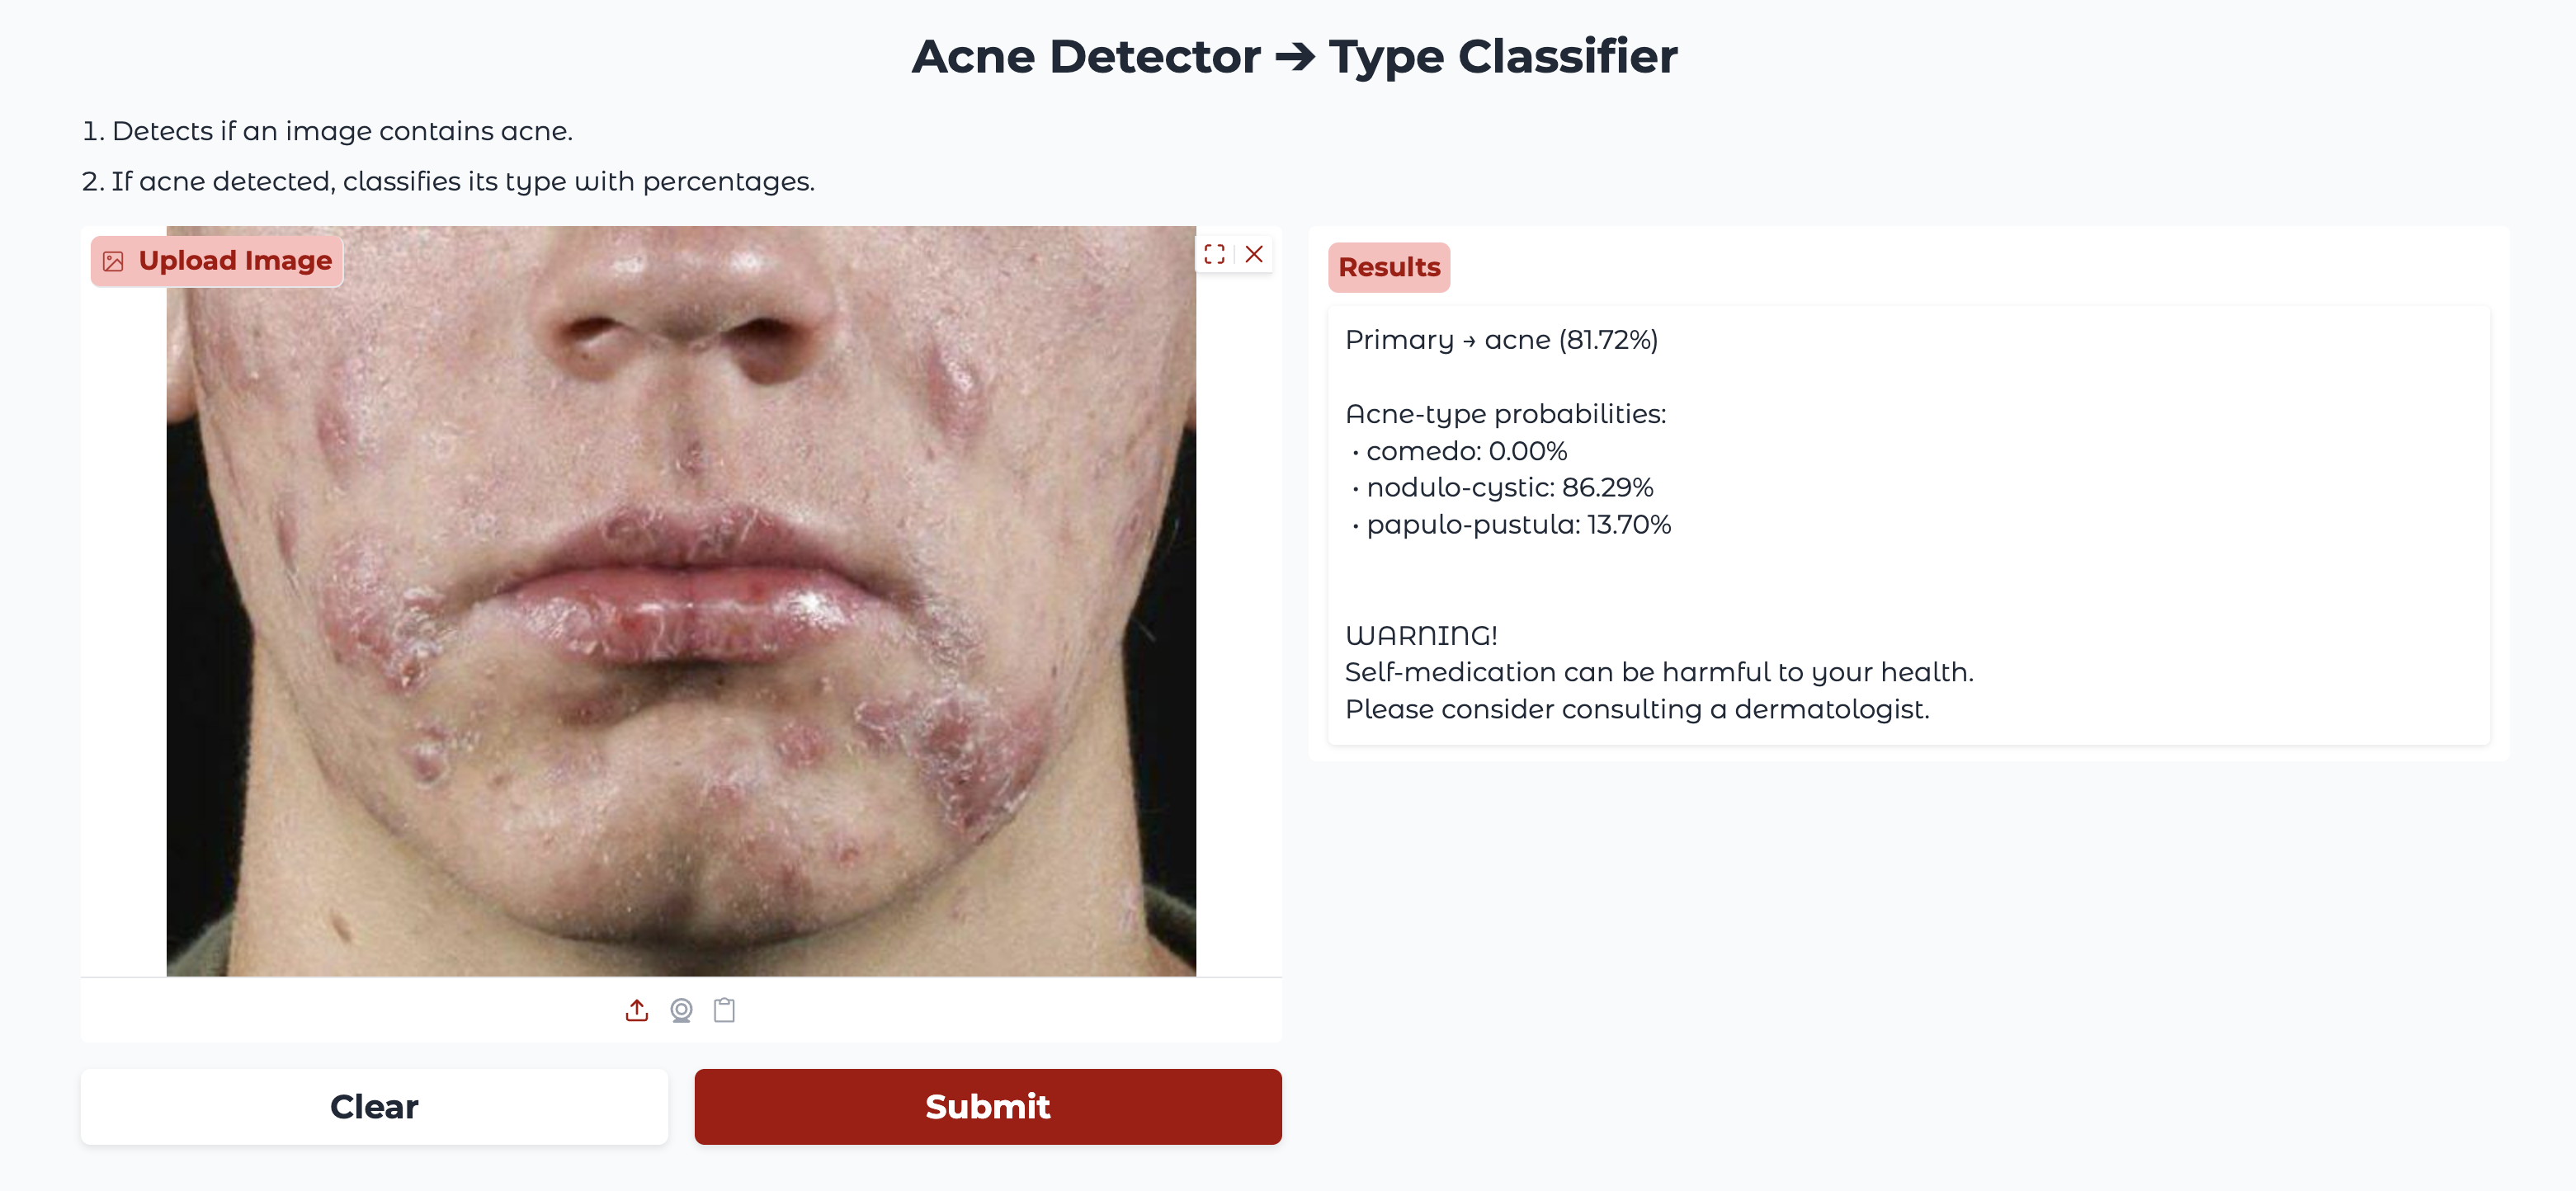 Acne Detector ➔ Type Classifier
1. Detects if an image contains acne.
2. If acne detected, classifies its type with percentages.
Upload Image
Results
Primary → acne (81.72%)
Acne-type probabilities:
• comedo: 0.00%
• nodulo-cystic: 86.29%
• papulo-pustula: 13.70%
WARNING!
Self-medication can be harmful to your health.
Please consider consulting a dermatologist.
Clear
Submit